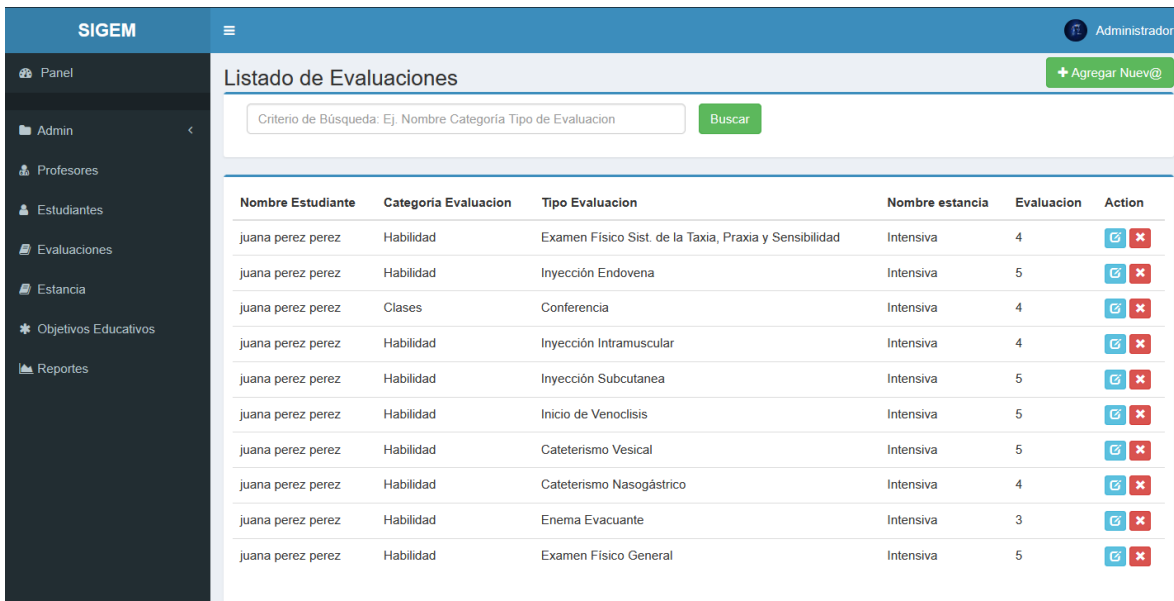 SIGEM
Administrador
Panel
Admin
Profesores
Estudiantes
Evaluaciones
Estancia
Objetivos Educativos
Reportes
Listado de Evaluaciones
Agregar Nuev@
Criterio de Búsqueda: Ej. Nombre Categoría Tipo de Evaluacion
Buscar
Nombre Estudiante Categoria Evaluacion Tipo Evaluacion Nombre estancia Evaluacion Action
juana perez perez Habilidad Examen Físico Sist. de la Taxia, Praxia y Sensibilidad Intensiva 4
juana perez perez Habilidad Inyección Endovena Intensiva 5
juana perez perez Clases Conferencia Intensiva 4
juana perez perez Habilidad Inyección Intramuscular Intensiva 4
juana perez perez Habilidad Inyección Subcutanea Intensiva 5
juana perez perez Habilidad Inicio de Venoclisis Intensiva 5
juana perez perez Habilidad Cateterismo Vesical Intensiva 5
juana perez perez Habilidad Cateterismo Nasogástrico Intensiva 4
juana perez perez Habilidad Enema Evacuante Intensiva 3
juana perez perez Habilidad Examen Físico General Intensiva 5